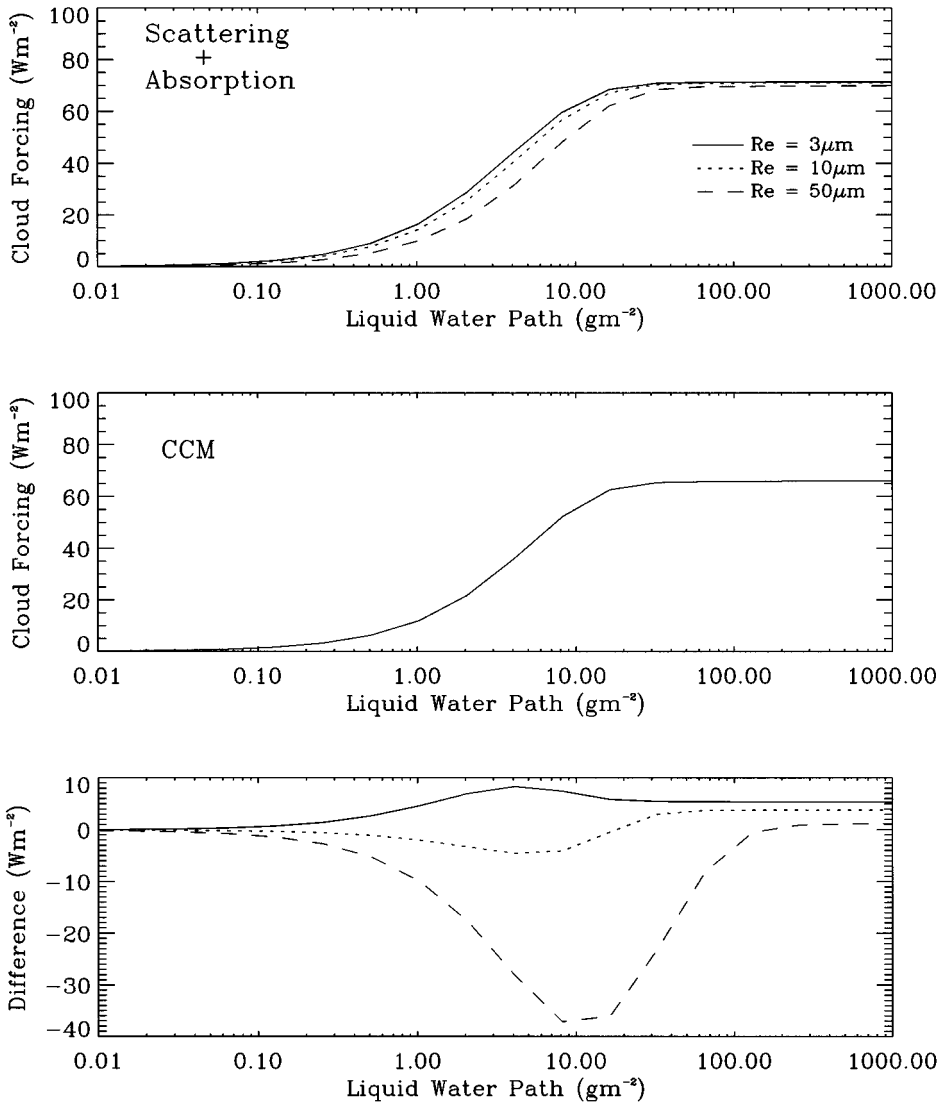 100
80
60
40
20
0
Cloud Forcing (Wm⁻²)
Scattering
+
Absorption
Re = 3μm
Re = 10μm
Re = 50μm
0.01 0.10 1.00 10.00 100.00 1000.00
Liquid Water Path (gm⁻²)
100
80
60
40
20
0
Cloud Forcing (Wm⁻²)
CCM
0.01 0.10 1.00 10.00 100.00 1000.00
Liquid Water Path (gm⁻²)
10
0
−10
−20
−30
−40
Difference (Wm⁻²)
0.01 0.10 1.00 10.00 100.00 1000.00
Liquid Water Path (gm⁻²)